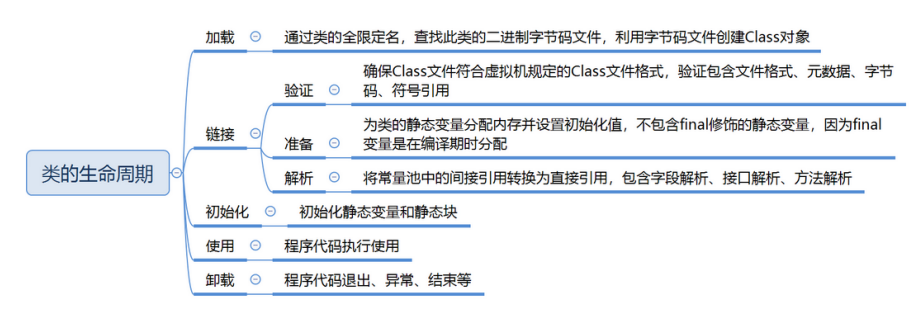 类的生命周期
加载
通过类的全限定名，查找此类的二进制字节码文件，利用字节码文件创建Class对象
链接
验证
确保Class文件符合虚拟机规定的Class文件格式，验证包含文件格式、元数据、字节
码、符号引用
准备
为类的静态变量分配内存并设置初始化值，不包含final修饰的静态变量，因为final
变量是在编译期时分配
解析
将常量池中的间接引用转换为直接引用，包含字段解析、接口解析、方法解析
初始化
初始化静态变量和静态块
使用
程序代码执行使用
卸载
程序代码退出、异常、结束等